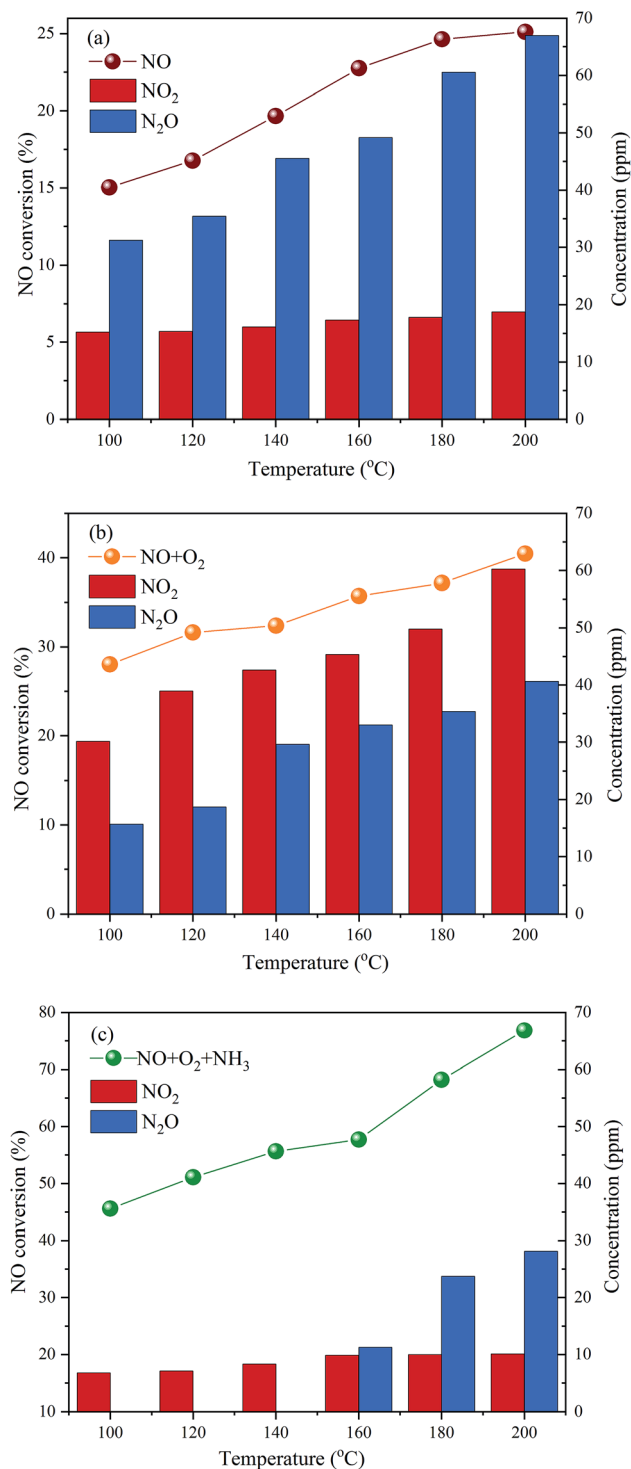 (a)
NO
NO₂
N₂O
NO conversion (%)
0
5
10
15
20
25
Concentration (ppm)
0
10
20
30
40
50
60
70
100 120 140 160 180 200
Temperature (°C)
(b)
NO+O₂
NO₂
N₂O
NO conversion (%)
0
10
20
30
40
Concentration (ppm)
0
10
20
30
40
50
60
70
100 120 140 160 180 200
Temperature (°C)
(c)
NO+O₂+NH₃
NO₂
N₂O
NO conversion (%)
10
20
30
40
50
60
70
80
Concentration (ppm)
0
10
20
30
40
50
60
70
100 120 140 160 180 200
Temperature (°C)